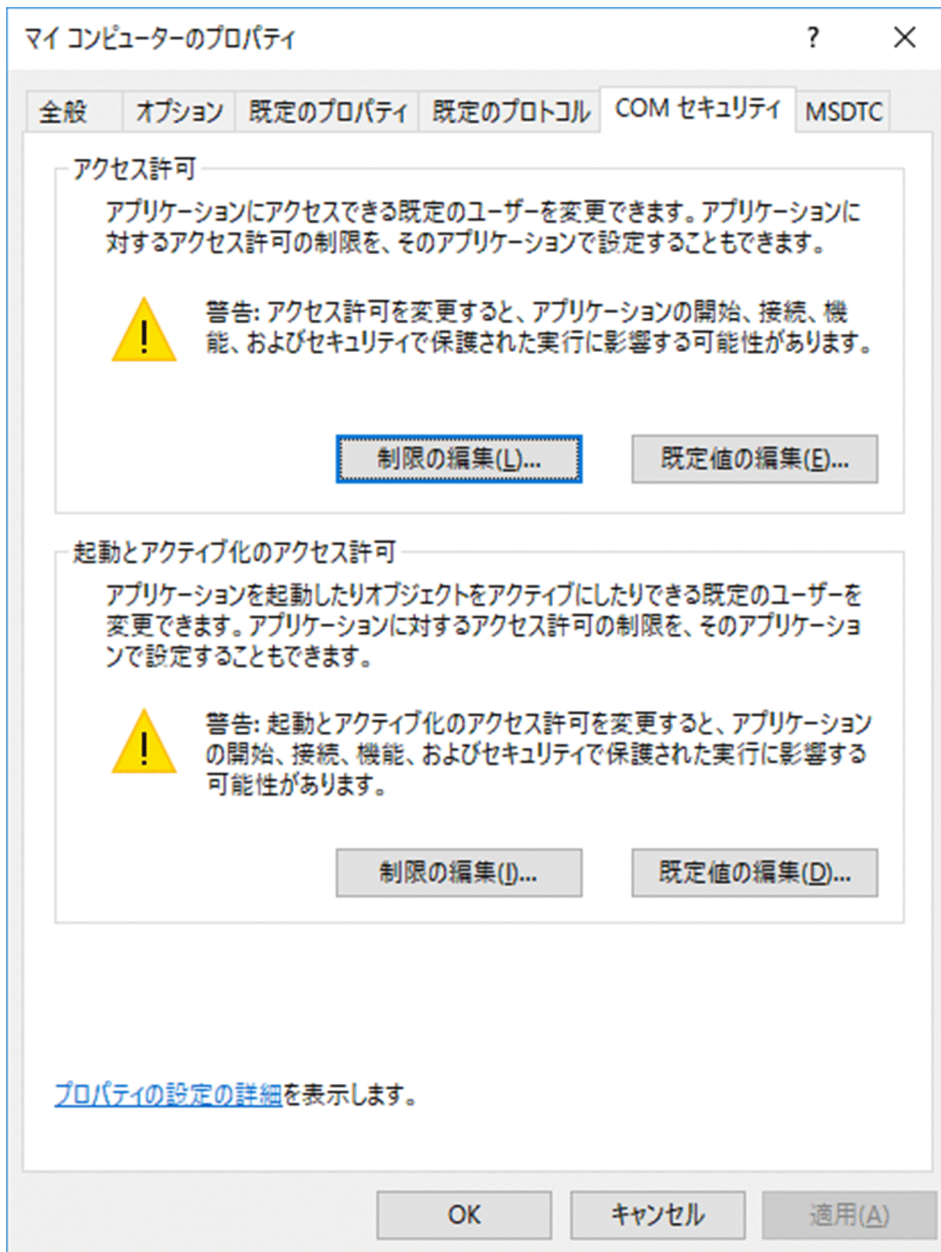 マイ コンピューターのプロパティ
?
全般
オプション
既定のプロパティ
既定のプロトコル
COM セキュリティ
MSDTC
アクセス許可
アプリケーションにアクセスできる既定のユーザーを変更できます。アプリケーションに
対するアクセス許可の制限を、そのアプリケーションで設定することもできます。
警告: アクセス許可を変更すると、アプリケーションの開始、接続、機
能、およびセキュリティで保護された実行に影響する可能性があります。
制限の編集(L)...
既定値の編集(E)...
起動とアクティブ化のアクセス許可
アプリケーションを起動したりオブジェクトをアクティブにしたりできる既定のユーザーを
変更できます。アプリケーションに対するアクセス許可の制限を、そのアプリケーショ
ンで設定することもできます。
警告: 起動とアクティブ化のアクセス許可を変更すると、アプリケーション
の開始、接続、機能、およびセキュリティで保護された実行に影響する
可能性があります。
制限の編集(I)...
既定値の編集(D)...
プロパティの設定の詳細を表示します。
OK
キャンセル
適用(A)